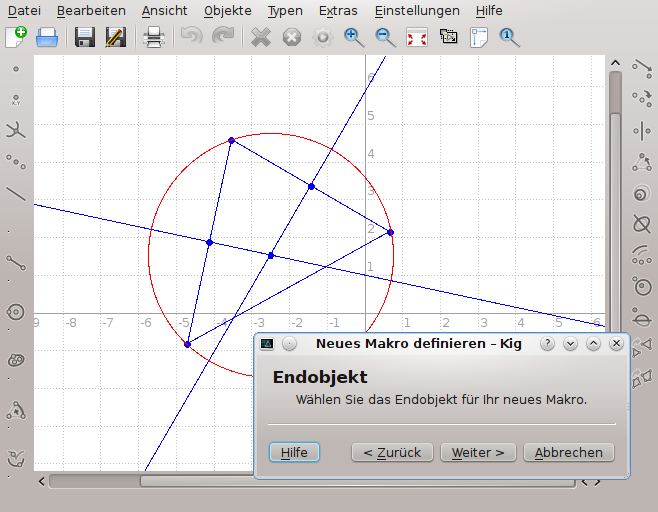 Datei Bearbeiten Ansicht Objekte Typen Extras Einstellungen Hilfe
X,Y
6
5
4
3
2
1
-9 -8 -7 -6 -5 -4 -3 -2 -1 1 2 3 4 5 6
Neues Makro definieren – Kig
Endobjekt
Wählen Sie das Endobjekt für Ihr neues Makro.
Hilfe < Zurück Weiter > Abbrechen